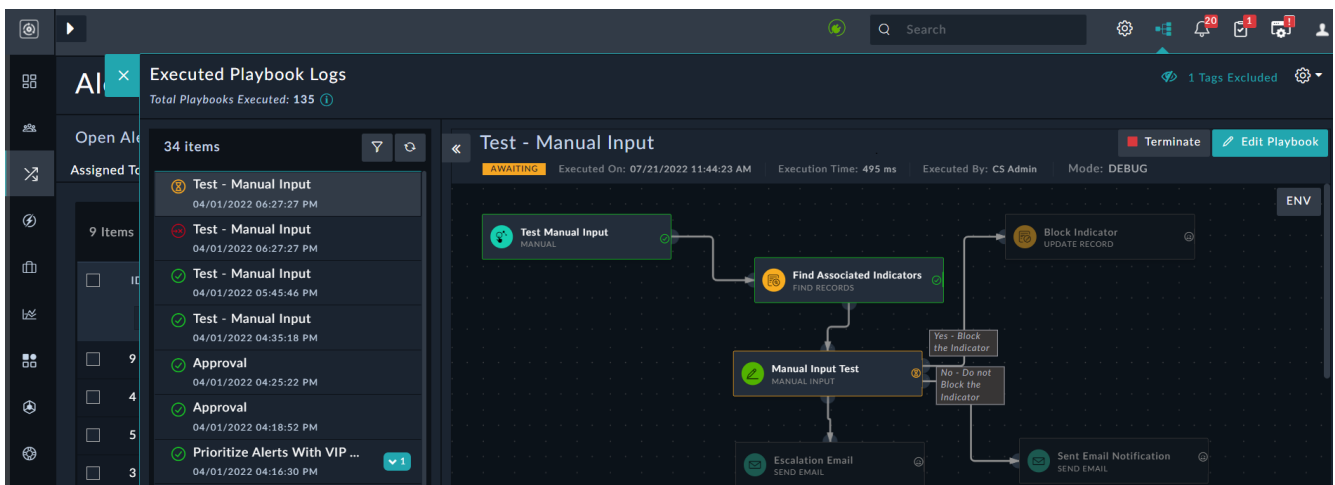 Search
20
1
!
Al
Executed Playbook Logs
Total Playbooks Executed: 135
1 Tags Excluded
Open Ale
Assigned To
9 Items
ID
9
4
5
3
34 items
Test - Manual Input
04/01/2022 06:27:27 PM
Test - Manual Input
04/01/2022 06:27:27 PM
Test - Manual Input
04/01/2022 05:45:46 PM
Test - Manual Input
04/01/2022 04:35:18 PM
Approval
04/01/2022 04:25:22 PM
Approval
04/01/2022 04:18:52 PM
Prioritize Alerts With VIP ...
1
04/01/2022 04:16:30 PM
Test - Manual Input
Terminate
Edit Playbook
AWAITING Executed On: 07/21/2022 11:44:23 AM Execution Time: 495 ms Executed By: CS Admin Mode: DEBUG
ENV
Test Manual Input
MANUAL
Block Indicator
UPDATE RECORD
Find Associated Indicators
FIND RECORDS
Yes - Block
the Indicator
Manual Input Test
MANUAL INPUT
No - Do not
Block the
Indicator
Escalation Email
SEND EMAIL
Sent Email Notification
SEND EMAIL